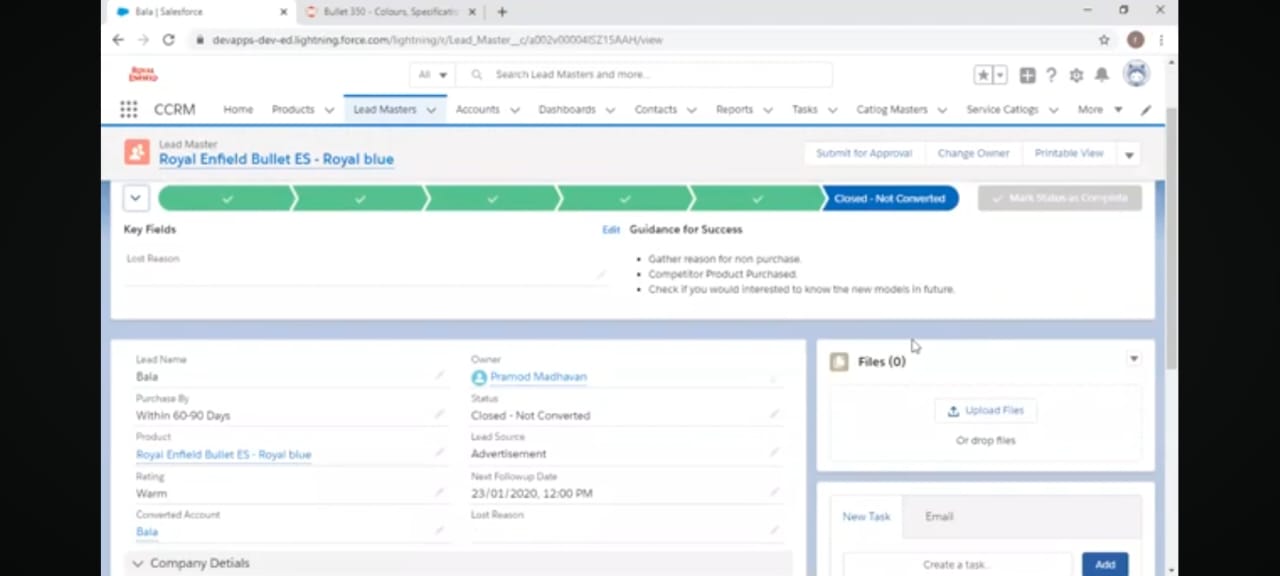 Bala | Salesforce
Bullet 350 - Colours, Specificatio
devapps-dev-ed.lightning.force.com/lightning/r/Lead_Master__c/a002v00004ISZ15AAH/view
ROYAL ENFIELD
All
Search Lead Masters and more...
CCRM Home Products Lead Masters Accounts Dashboards Contacts Reports Tasks Catlog Masters Service Catlogs More
Lead Master
Royal Enfield Bullet ES - Royal blue
Submit for Approval Change Owner Printable View
Closed - Not Converted
Mark Status as Complete
Key Fields
Edit
Guidance for Success
Lost Reason
• Gather reason for non purchase.
• Competitor Product Purchased.
• Check if you would interested to know the new models in future.
Lead Name
Bala
Owner
Pramod Madhavan
Purchase By
Within 60-90 Days
Status
Closed - Not Converted
Product
Royal Enfield Bullet ES - Royal blue
Lead Source
Advertisement
Rating
Warm
Next Followup Date
23/01/2020, 12:00 PM
Converted Account
Bala
Lost Reason
Company Detials
Files (0)
Upload Files
Or drop files
New Task Email
Create a task...
Add